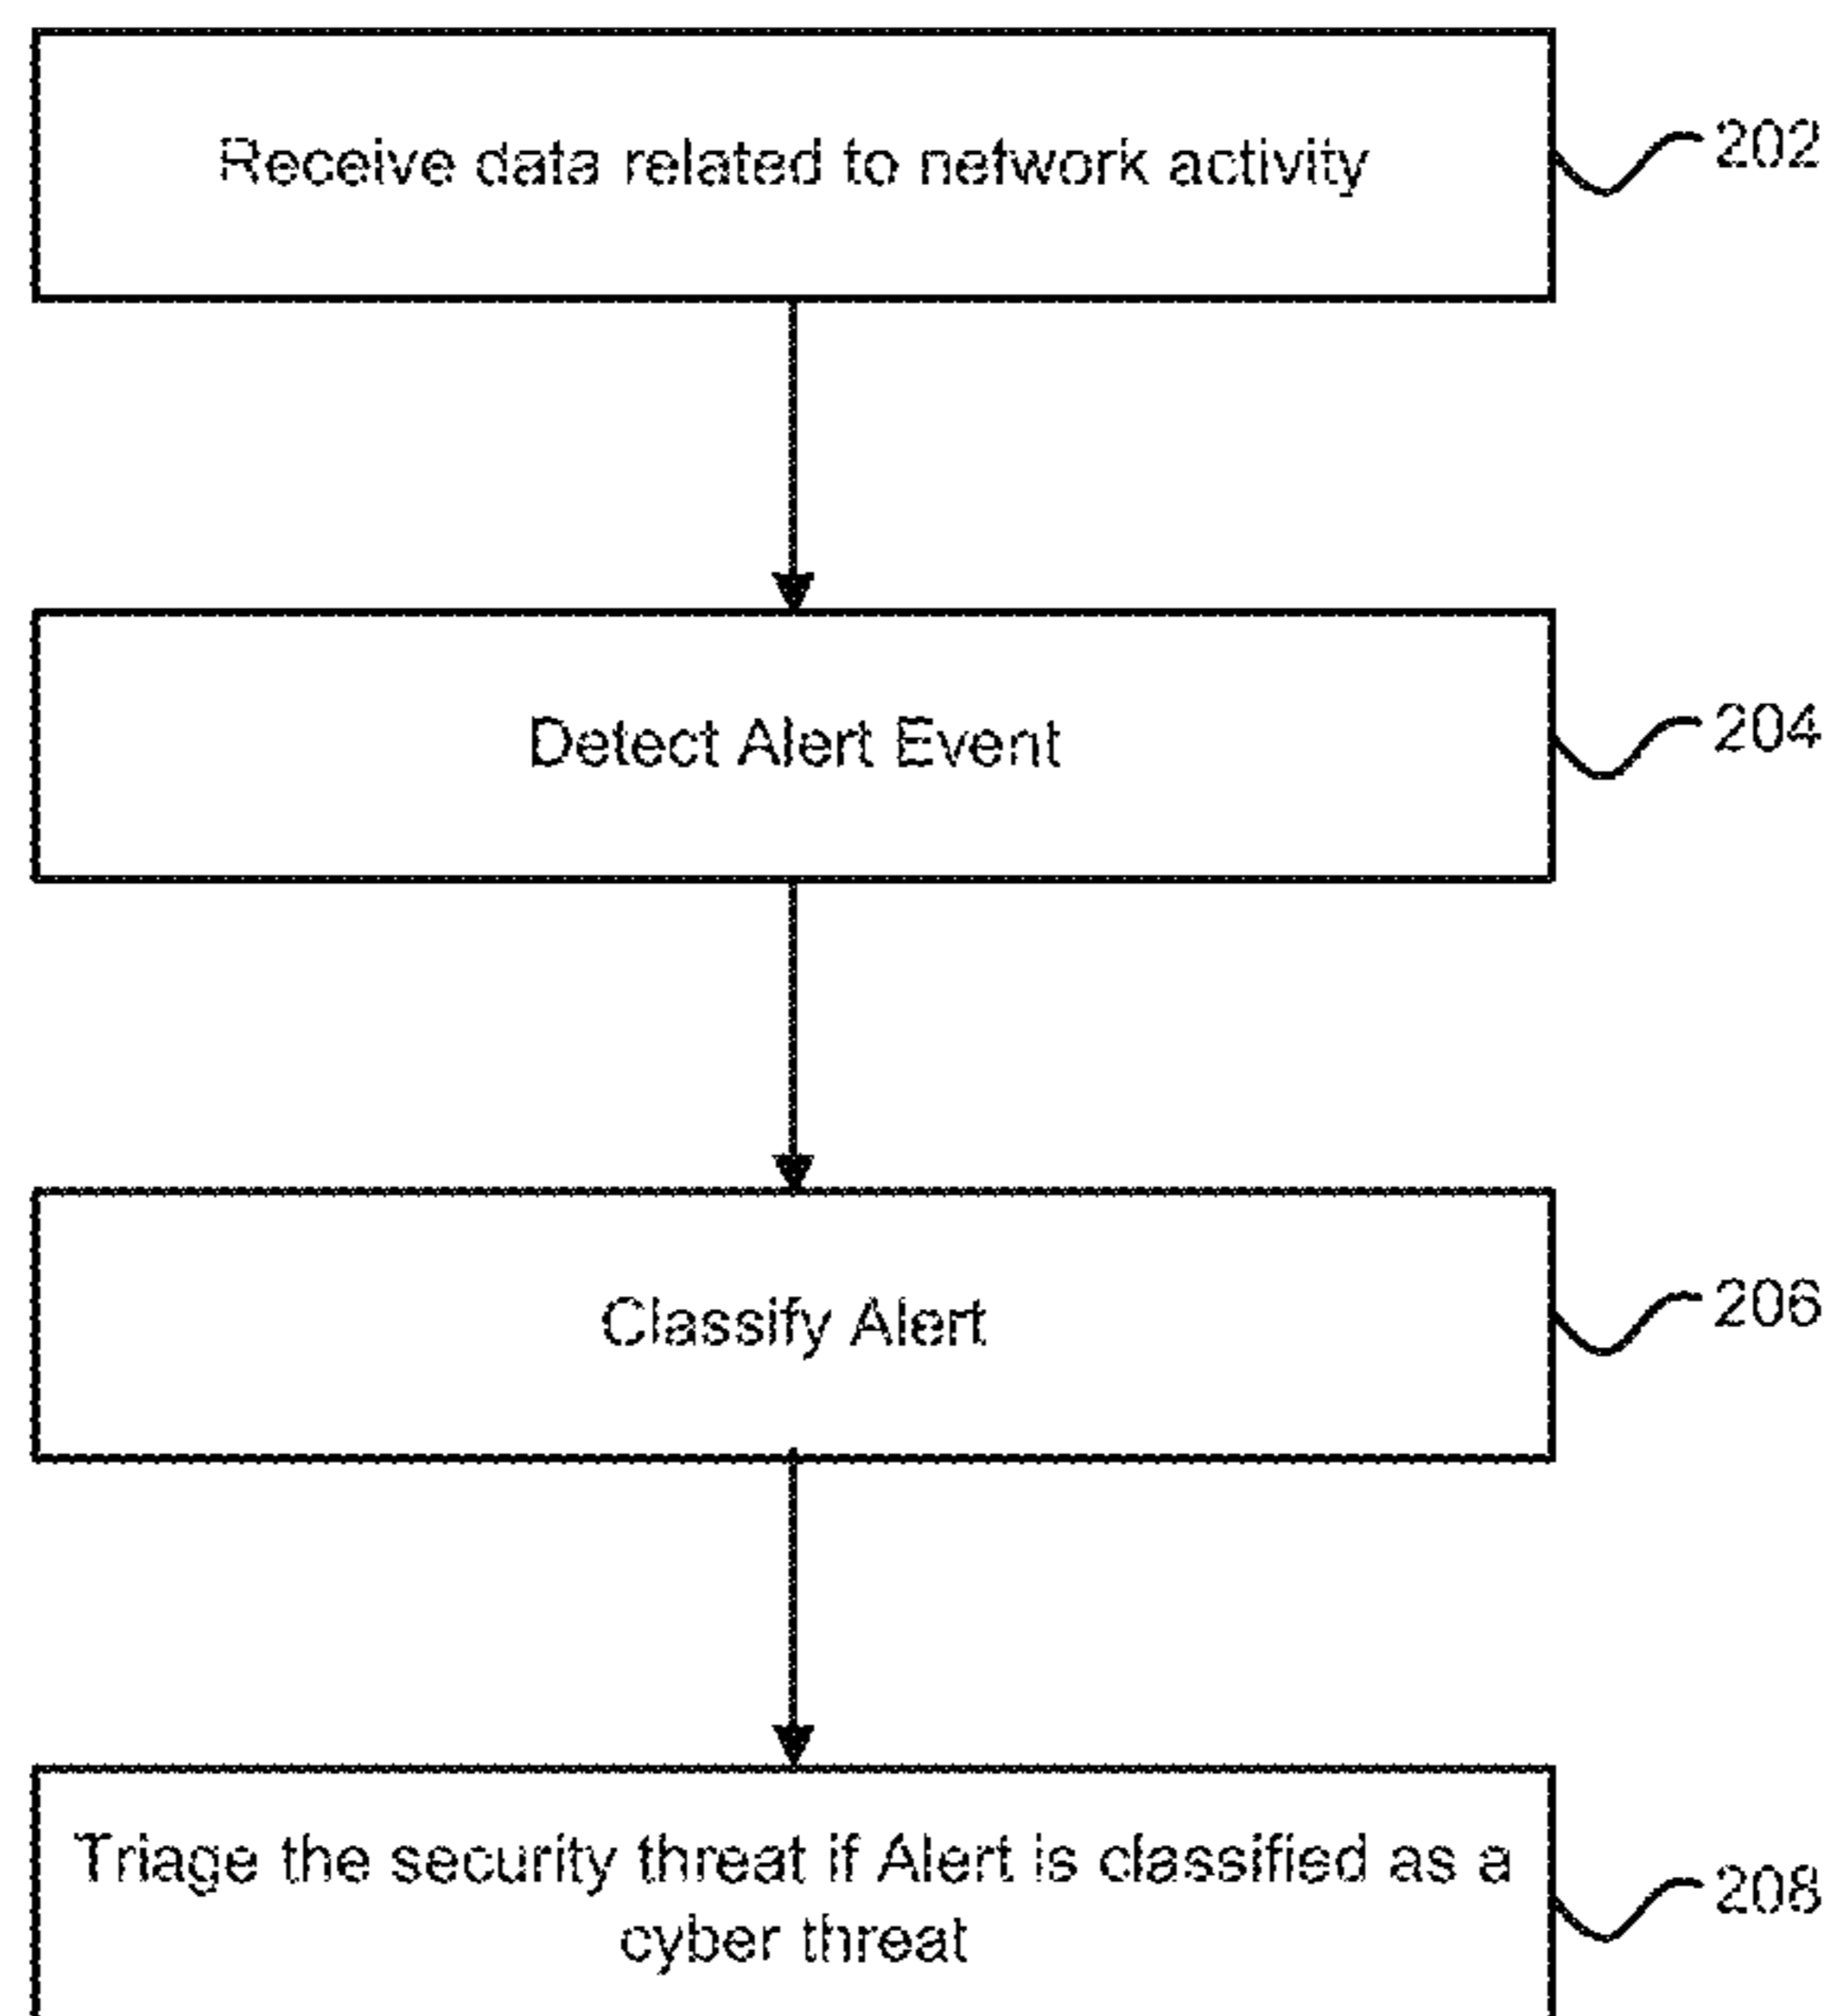 Receive data related to network activity
202
Detect Alert Event
204
Classify Alert
206
Triage the security threat if Alert is classified as a
cyber threat
208